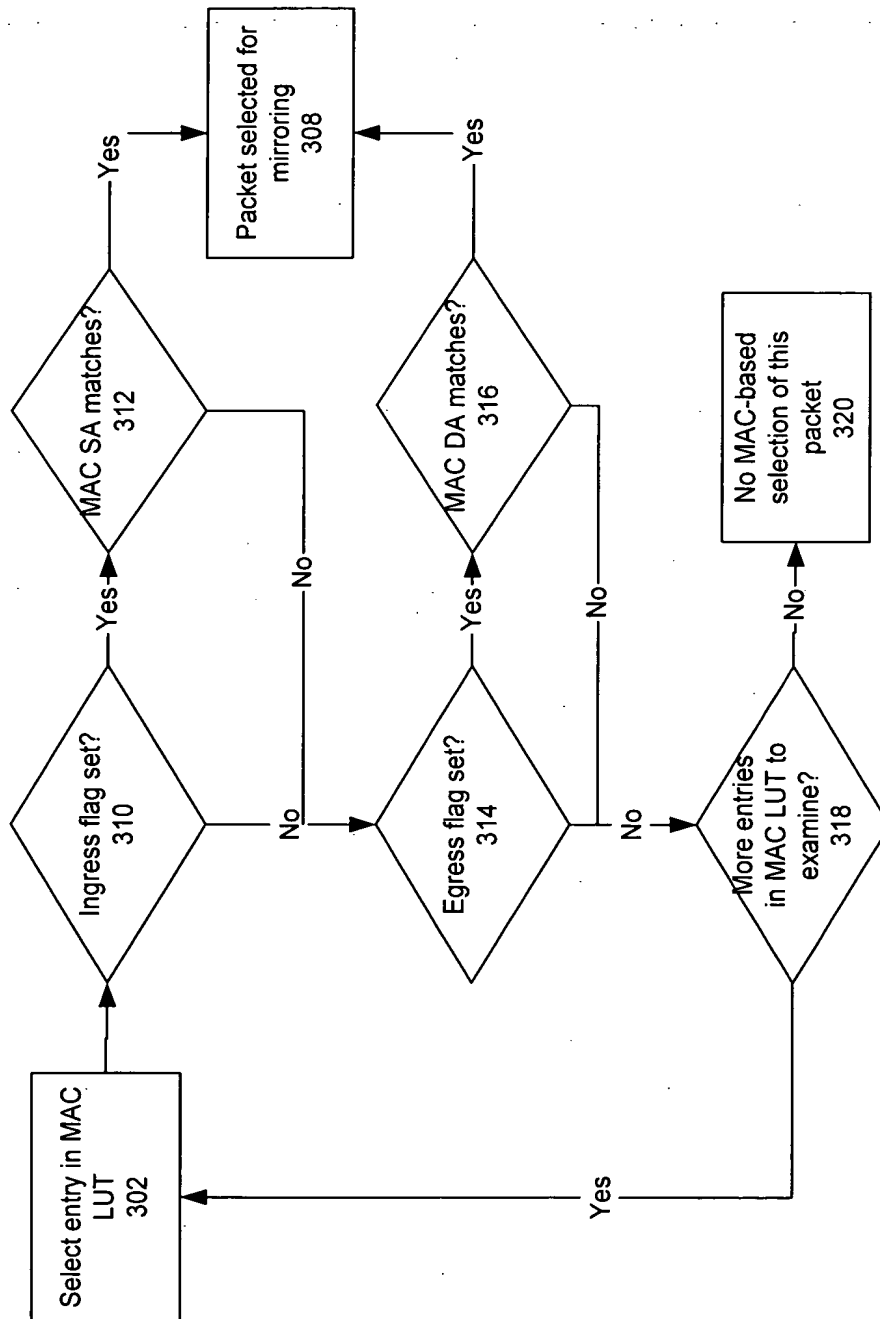 Select entry in MAC
LUT
302
Ingress flag set?
310
Yes
MAC SA matches?
312
Yes
No
No
Packet selected for
mirroring
308
Egress flag set?
314
Yes
MAC DA matches?
316
Yes
No
No
More entries
in MAC LUT to
examine?
318
No
No MAC-based
selection of this
packet
320
Yes